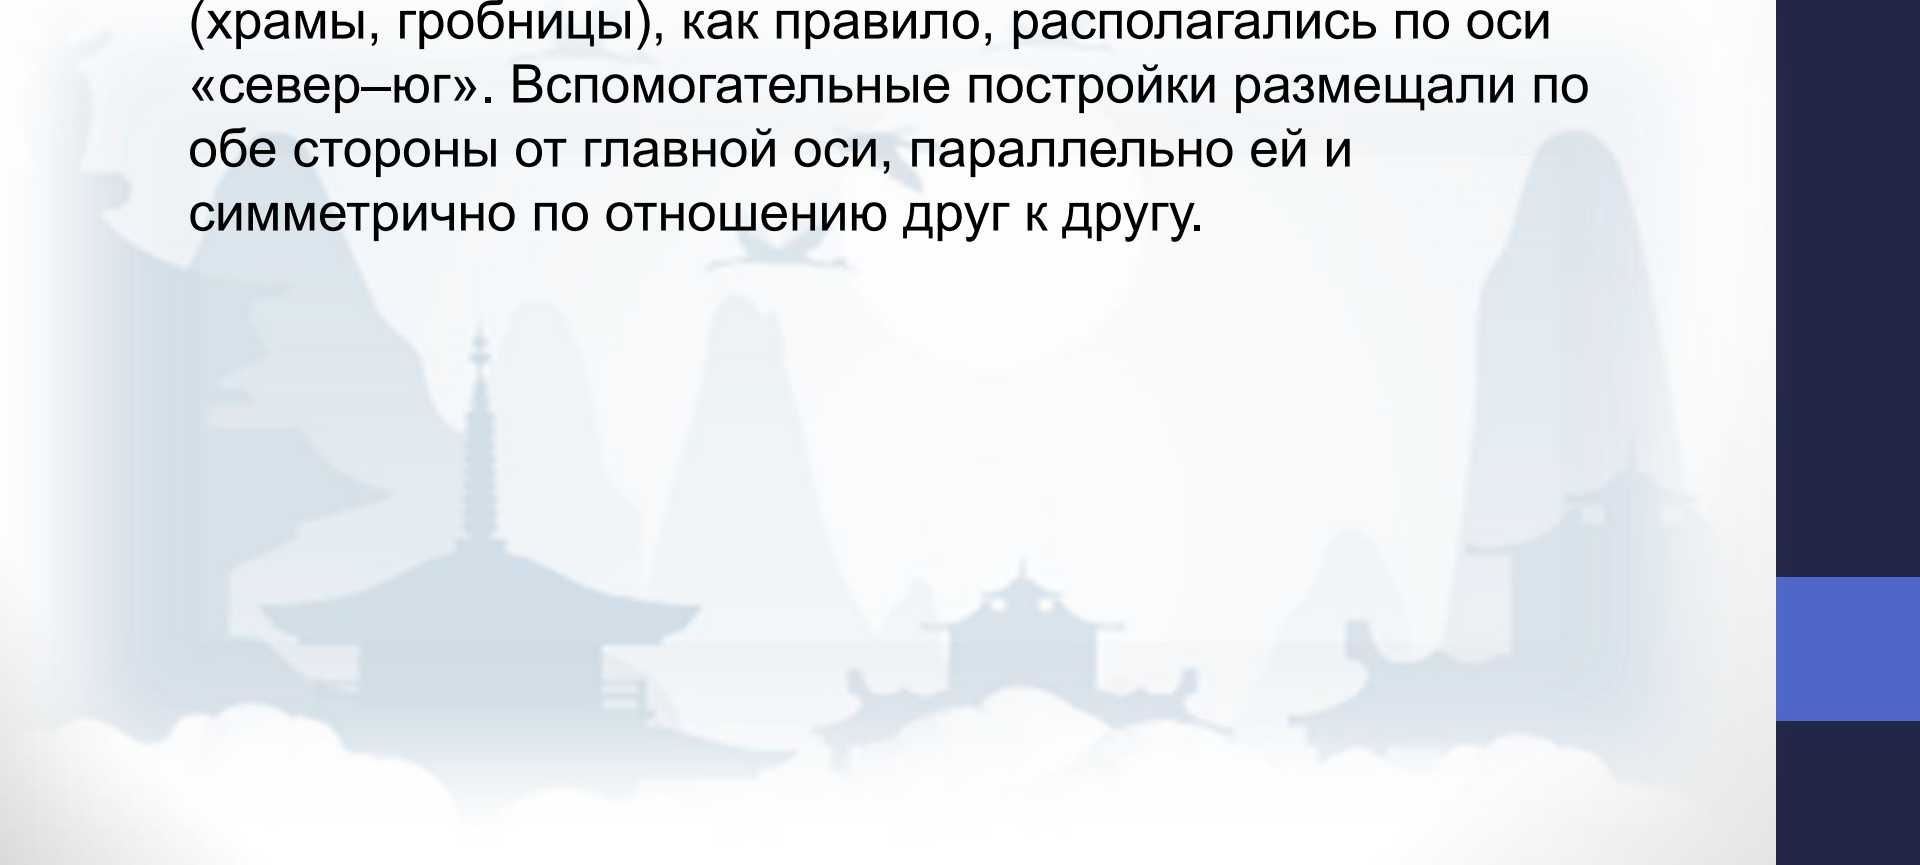 (храмы, гробницы), как правило, располагались по оси
«север–юг». Вспомогательные постройки размещали по
обе стороны от главной оси, параллельно ей и
симметрично по отношению друг к другу.